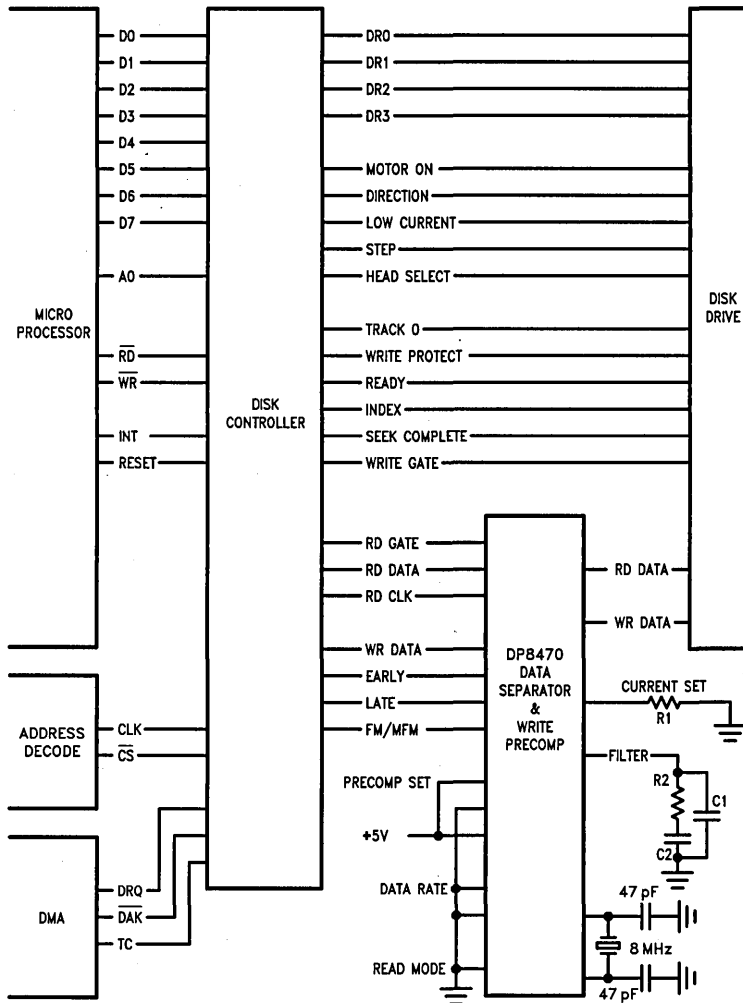 D0
D1
D2
D3
D4
D5
D6
D7
A0
MICRO
PROCESSOR
R̅D̅
W̅R̅
INT
RESET
DISK
CONTROLLER
DR0
DR1
DR2
DR3
MOTOR ON
DIRECTION
LOW CURRENT
STEP
HEAD SELECT
TRACK 0
WRITE PROTECT
READY
INDEX
SEEK COMPLETE
WRITE GATE
DISK
DRIVE
RD GATE
RD DATA
RD CLK
WR DATA
EARLY
LATE
FM/MFM
DP8470
DATA
SEPARATOR
&
WRITE
PRECOMP
RD DATA
WR DATA
CURRENT SET
R1
FILTER
R2
C1
C2
ADDRESS
DECODE
CLK
C̅S̅
PRECOMP SET
+5V
DATA RATE
READ MODE
DMA
DRQ
D̅A̅K̅
TC
47 pF
8 MHz
47 pF